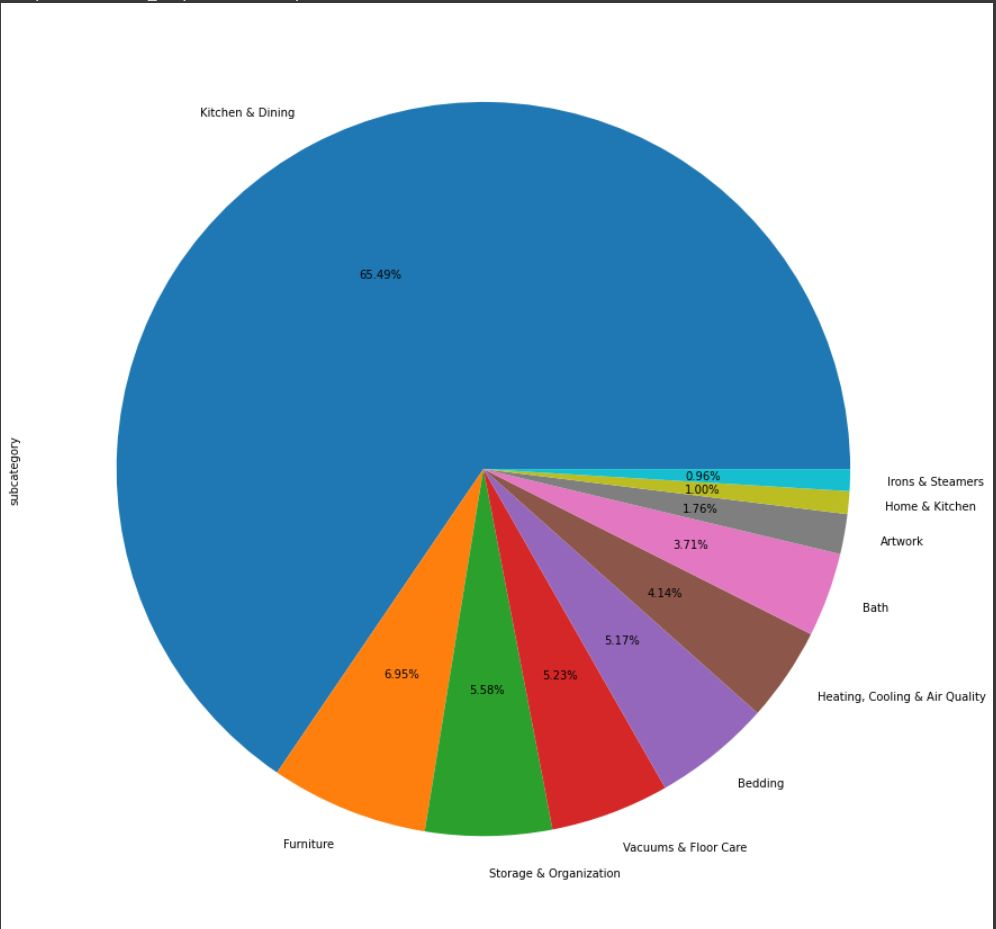 Kitchen & Dining
65.49%
subcategory
0.96%
Irons & Steamers
1.00%
Home & Kitchen
1.76%
Artwork
3.71%
Bath
4.14%
Heating, Cooling & Air Quality
5.17%
Bedding
5.23%
Vacuums & Floor Care
5.58%
Storage & Organization
6.95%
Furniture